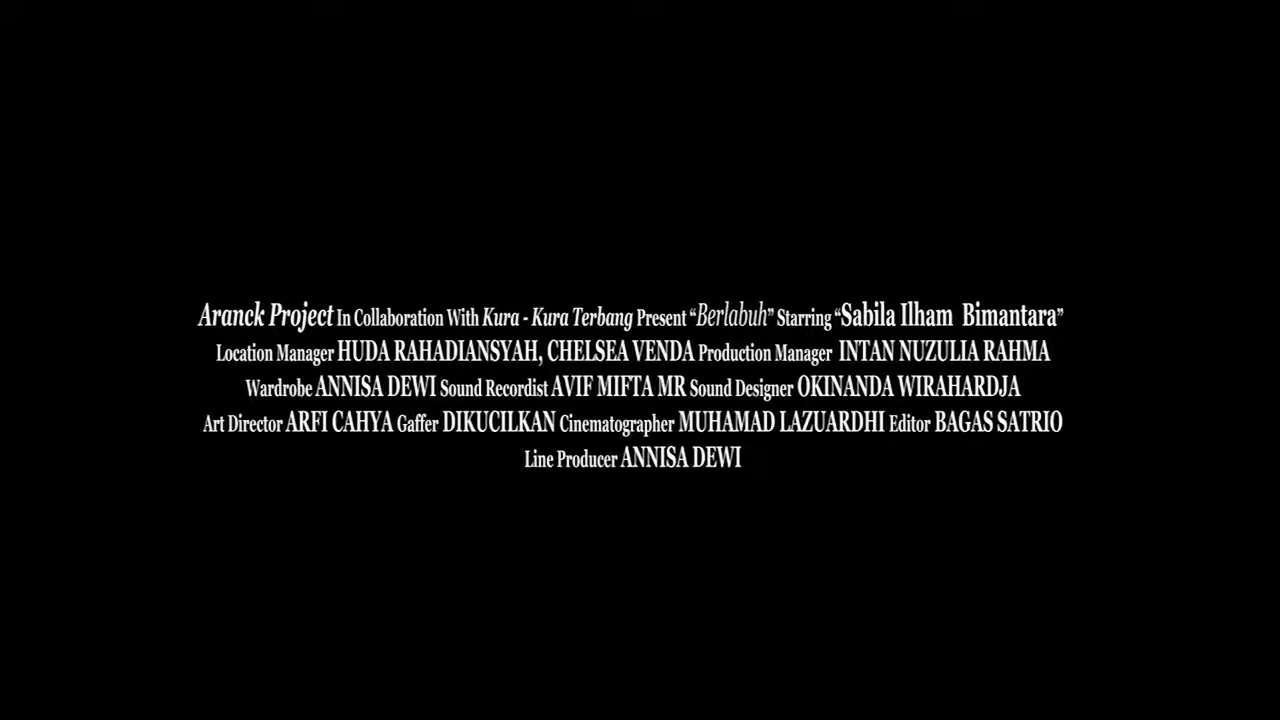 Aranck Project In Collaboration With Kura - Kura Terbang Present “Berlabuh” Starring “Sabila Ilham Bimantara”
Location Manager HUDA RAHADIANSYAH, CHELSEA VENDA Production Manager INTAN NUZULIA RAHMA
Wardrobe ANNISA DEWI Sound Recordist AVIF MIFTA MR Sound Designer OKINANDA WIRAHARDJA
Art Director ARFI CAHYA Gaffer DIKUCILKAN Cinematographer MUHAMAD LAZUARDHI Editor BAGAS SATRIO
Line Producer ANNISA DEWI